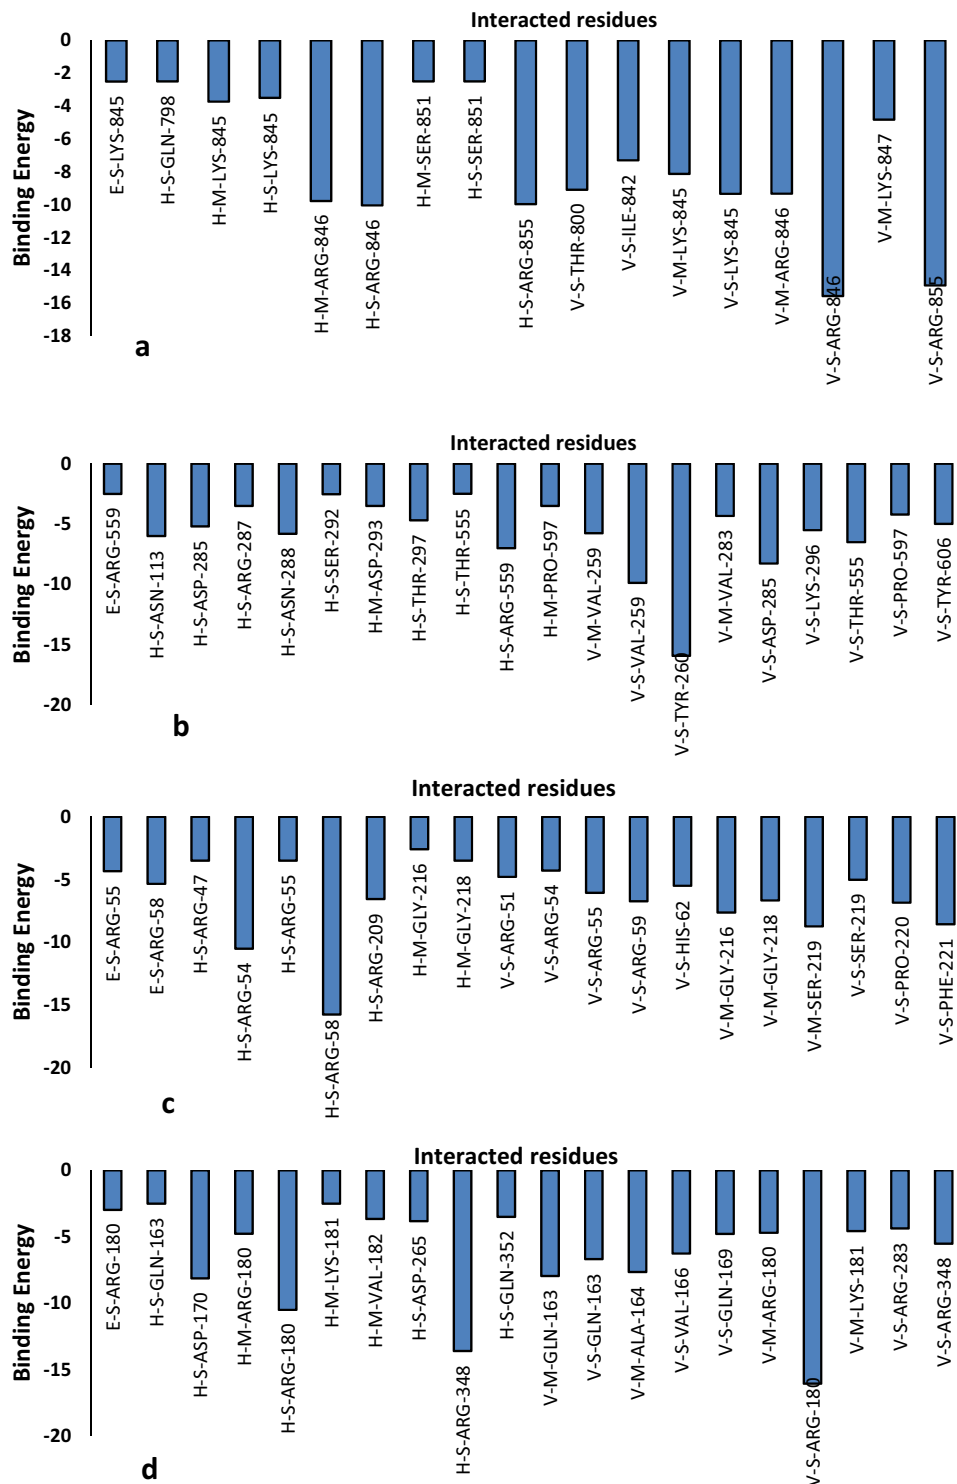 Interacted residues
Binding Energy
0
-2
-4
-6
-8
-10
-12
-14
-16
-18
E-S-LYS-845
H-S-GLN-798
H-M-LYS-845
H-S-LYS-845
H-M-ARG-846
H-S-ARG-846
H-M-SER-851
H-S-SER-851
H-S-ARG-855
V-S-THR-800
V-S-ILE-842
V-M-LYS-845
V-S-LYS-845
V-M-ARG-846
V-S-ARG-846
V-M-LYS-847
V-S-ARG-855
a
Interacted residues
Binding Energy
0
-5
-10
-15
-20
E-S-ARG-559
H-S-ASN-113
H-S-ASP-285
H-S-ARG-287
H-S-ASN-288
H-S-SER-292
H-M-ASP-293
H-S-THR-297
H-S-THR-555
H-S-ARG-559
H-M-PRO-597
V-M-VAL-259
V-S-VAL-259
V-S-TYR-260
V-M-VAL-283
V-S-ASP-285
V-S-LYS-296
V-S-THR-555
V-S-PRO-597
V-S-TYR-606
b
Interacted residues
Binding Energy
0
-5
-10
-15
-20
E-S-ARG-55
E-S-ARG-58
H-S-ARG-47
H-S-ARG-54
H-S-ARG-55
H-S-ARG-58
H-S-ARG-209
H-M-GLY-216
H-M-GLY-218
V-S-ARG-51
V-S-ARG-54
V-S-ARG-55
V-S-ARG-59
V-S-HIS-62
V-M-GLY-216
V-M-GLY-218
V-M-SER-219
V-S-SER-219
V-S-PRO-220
V-S-PHE-221
c
Interacted residues
Binding Energy
0
-5
-10
-15
-20
E-S-ARG-180
H-S-GLN-163
H-S-ASP-170
H-M-ARG-180
H-S-ARG-180
H-M-LYS-181
H-M-VAL-182
H-S-ASP-265
H-S-ARG-348
H-S-GLN-352
V-M-GLN-163
V-S-GLN-163
V-M-ALA-164
V-S-VAL-166
V-S-GLN-169
V-M-ARG-180
V-S-ARG-180
V-M-LYS-181
V-S-ARG-283
V-S-ARG-348
d